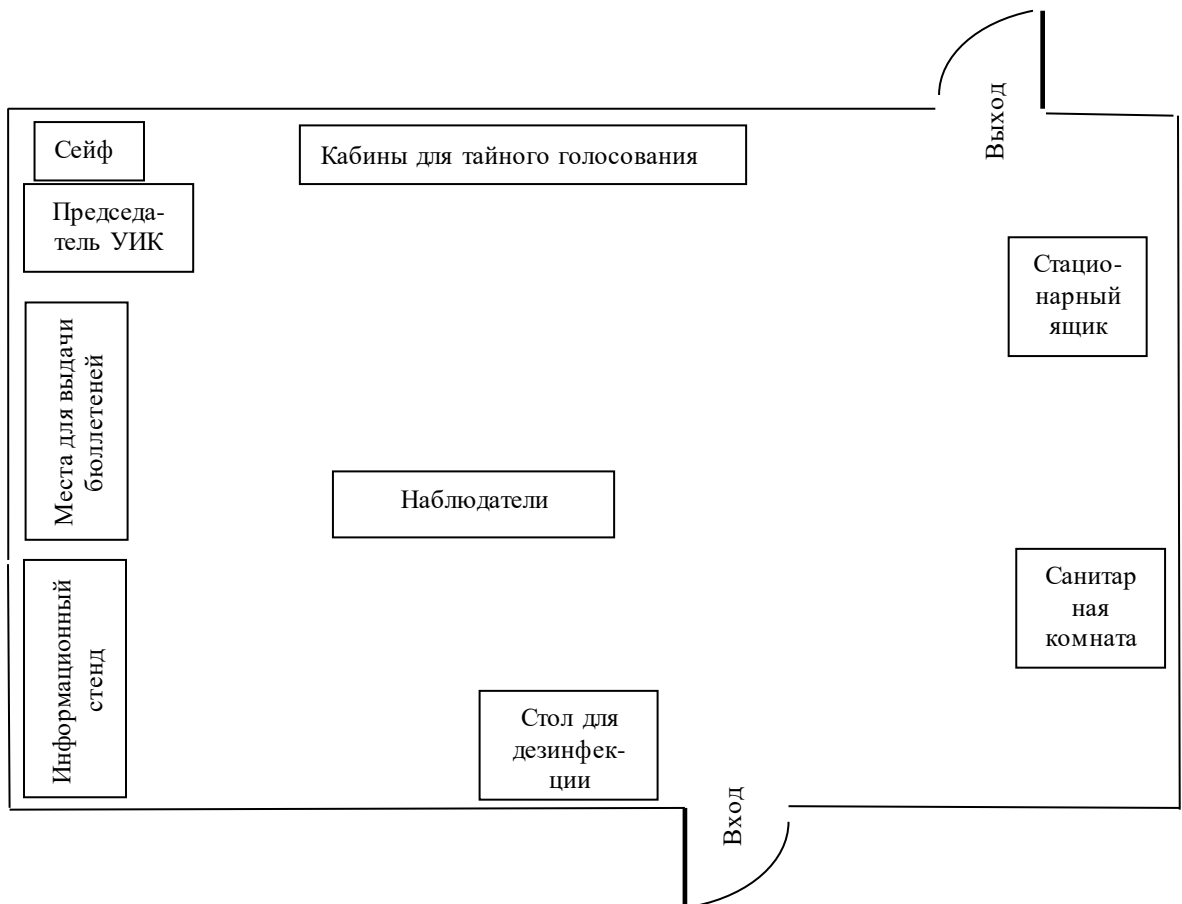 Выход
Сейф
Кабины для тайного голосования
Председа-
тель УИК
Стацио-
нарный
ящик
Места для выдачи
бюллетеней
Наблюдатели
Информационный
стенд
Санитар
ная
комната
Стол для
дезинфек-
ции
Вход